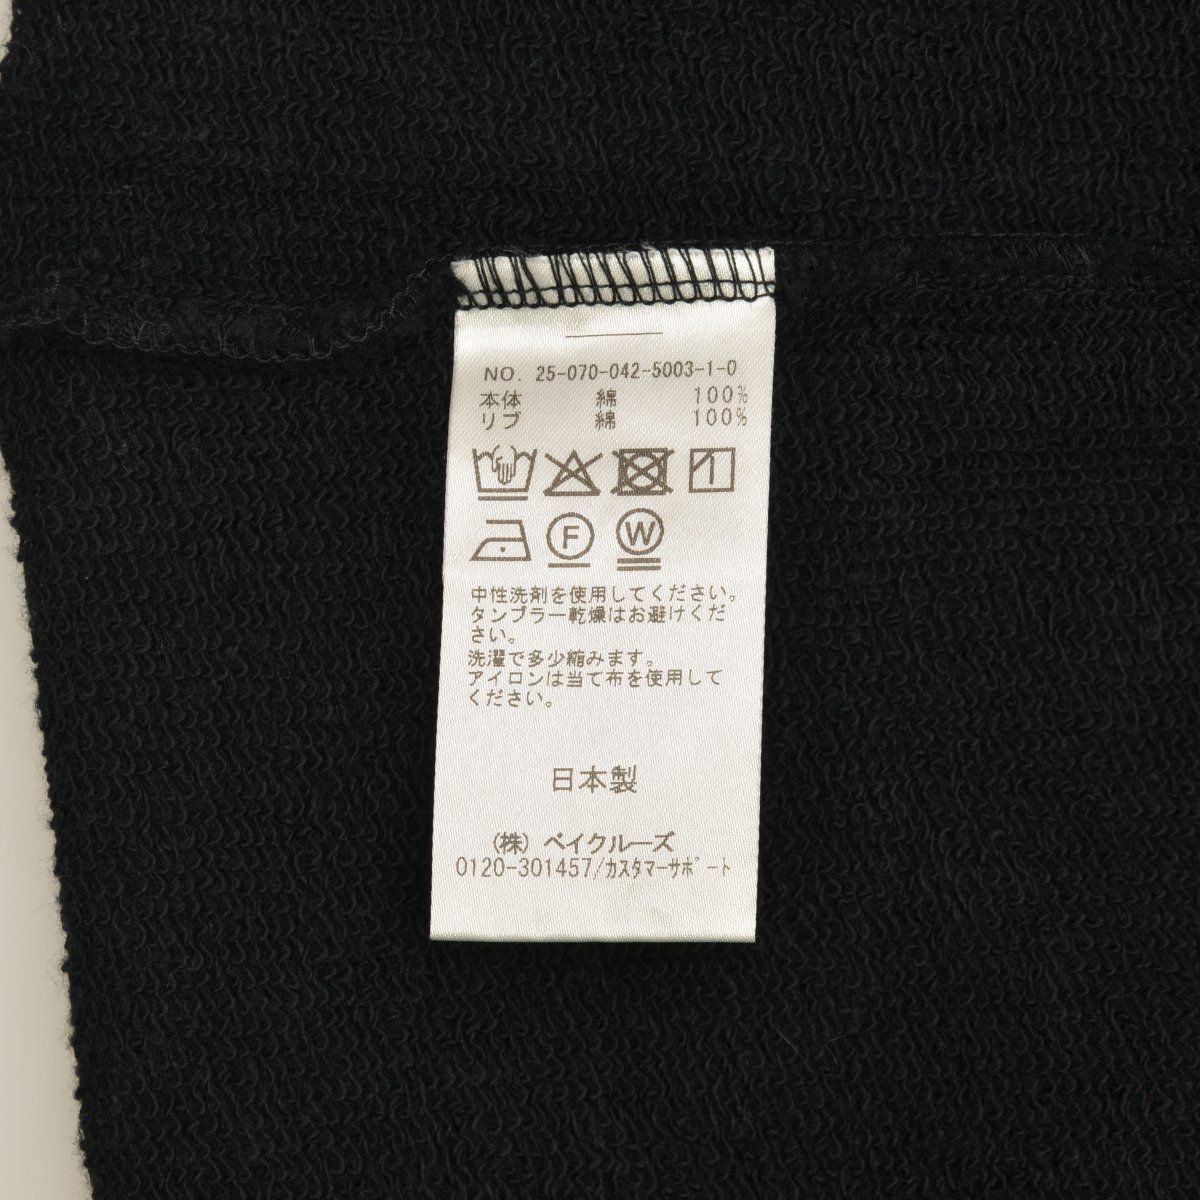 NO. 25-070-042-5003-1-0
本体 綿 100%
リブ 綿 100%
F W
中性洗剤を使用してください。
タンブラー乾燥はお避けくだ
さい。
洗濯で多少縮みます。
アイロンは当て布を使用して
ください。
日本製
(株) ベイクルーズ
0120-301457/カスタマーサポート